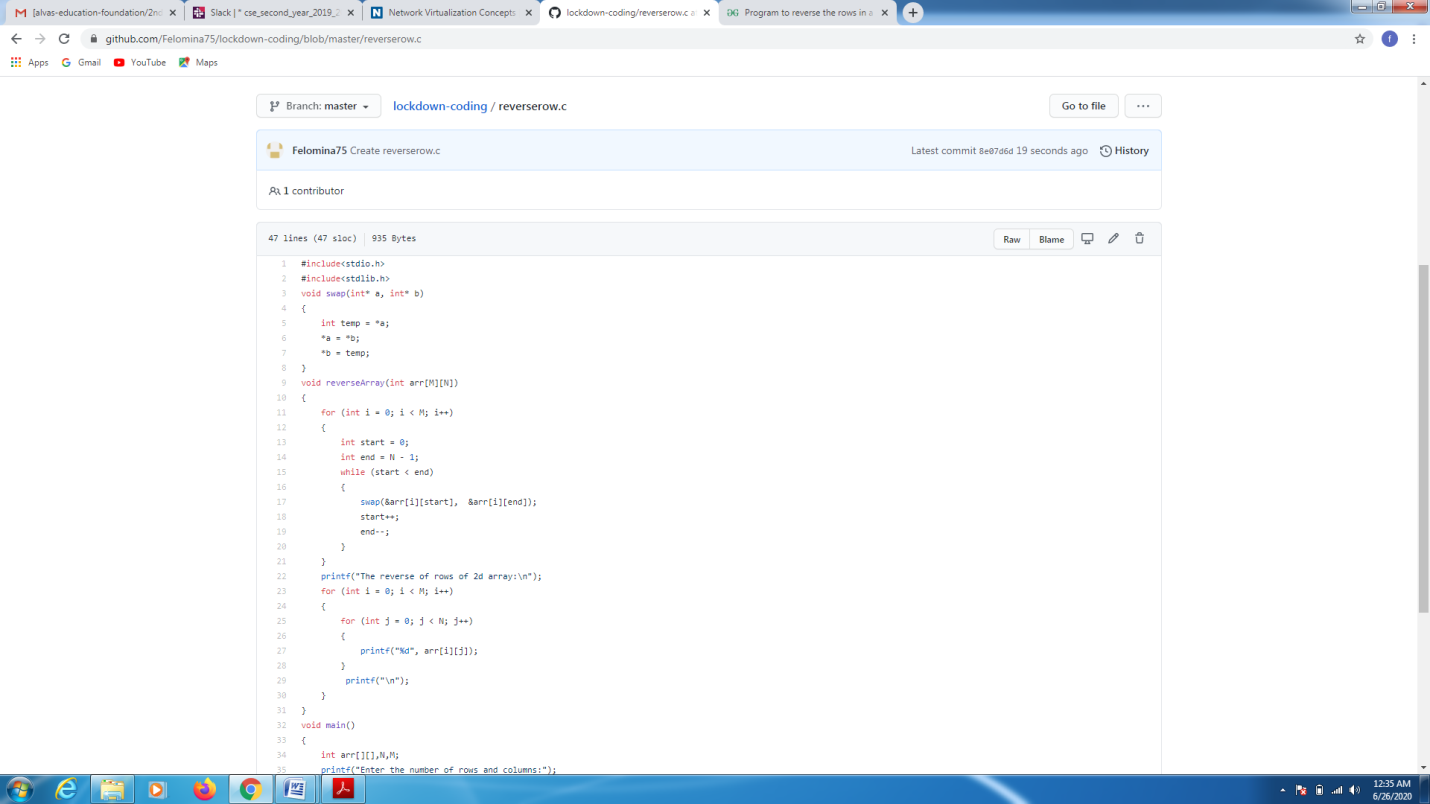 [alvas-education-foundation/2nd
Slack | * cse_second_year_2019_2
Network Virtualization Concepts
lockdown-coding/reverserow.c a
Program to reverse the rows in a
github.com/Felomina75/lockdown-coding/blob/master/reverserow.c
f
Apps Gmail YouTube Maps
Branch: master lockdown-coding / reverserow.c Go to file ...
Felomina75 Create reverserow.c Latest commit 8e07d6d 19 seconds ago History
1 contributor
47 lines (47 sloc) 935 Bytes Raw Blame
1 #include<stdio.h>
2 #include<stdlib.h>
3 void swap(int* a, int* b)
4 {
5     int temp = *a;
6     *a = *b;
7     *b = temp;
8 }
9 void reverseArray(int arr[M][N])
10 {
11     for (int i = 0; i < M; i++)
12     {
13         int start = 0;
14         int end = N - 1;
15         while (start < end)
16         {
17             swap(&arr[i][start],  &arr[i][end]);
18             start++;
19             end--;
20         }
21     }
22     printf("The reverse of rows of 2d array:\n");
23     for (int i = 0; i < M; i++)
24     {
25         for (int j = 0; j < N; j++)
26         {
27             printf("%d", arr[i][j]);
28         }
29          printf("\n");
30     }
31 }
32 void main()
33 {
34     int arr[][],N,M;
35     printf("Enter the number of rows and columns:");
12:35 AM
6/26/2020